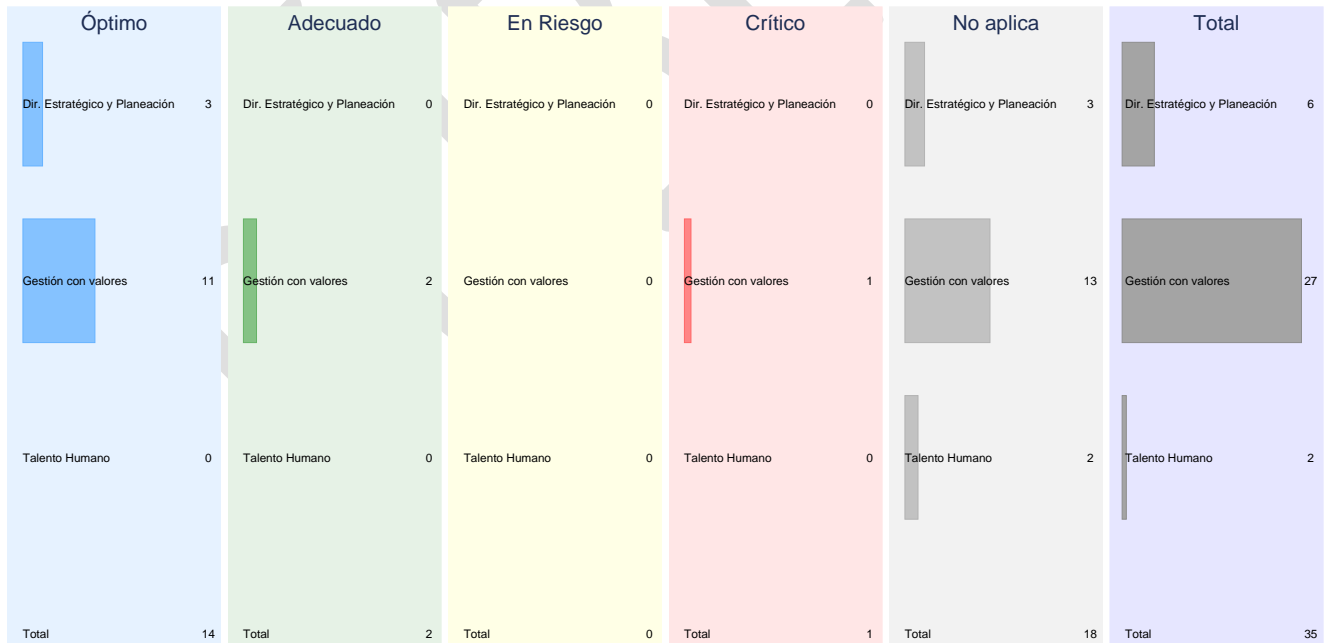 Óptimo Adecuado En Riesgo Crítico No aplica Total
Dir. Estratégico y Planeación 3 Dir. Estratégico y Planeación 0 Dir. Estratégico y Planeación 0 Dir. Estratégico y Planeación 0 Dir. Estratégico y Planeación 3 Dir. Estratégico y Planeación 6
Gestión con valores 11 Gestión con valores 2 Gestión con valores 0 Gestión con valores 1 Gestión con valores 13 Gestión con valores 27
Talento Humano 0 Talento Humano 0 Talento Humano 0 Talento Humano 0 Talento Humano 2 Talento Humano 2
Total 14 Total 2 Total 0 Total 1 Total 18 Total 35